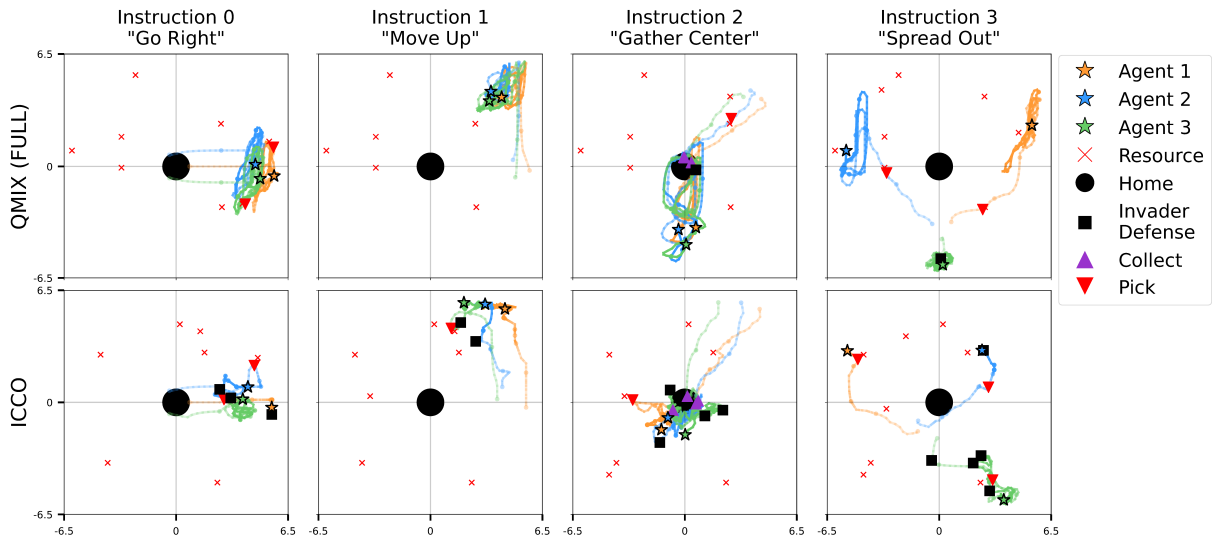 Instruction 0
"Go Right"
Instruction 1
"Move Up"
Instruction 2
"Gather Center"
Instruction 3
"Spread Out"
QMIX (FULL)
6.5
0
-6.5
Agent 1
Agent 2
Agent 3
Resource
Home
Invader
Defense
Collect
Pick
ICCO
6.5
0
-6.5
-6.5 0 6.5
-6.5 0 6.5
-6.5 0 6.5
-6.5 0 6.5